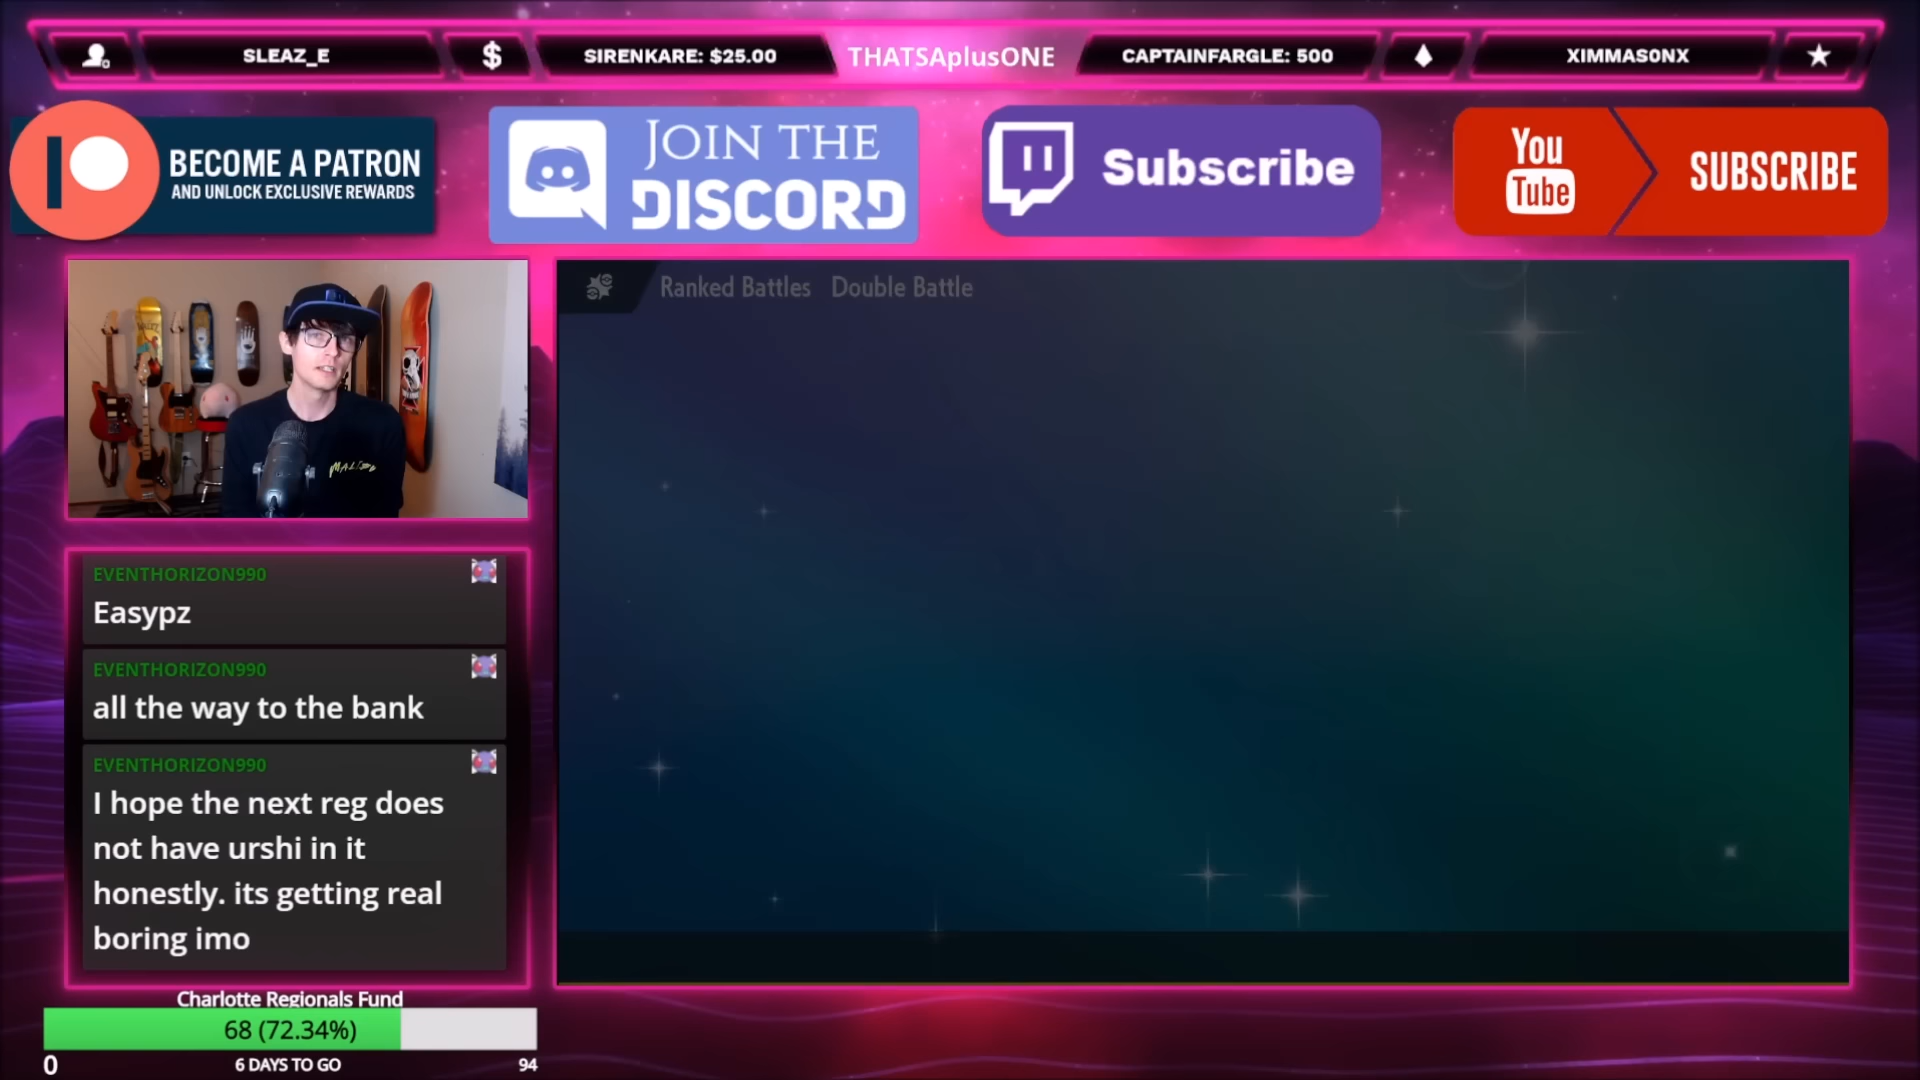 SLEAZ_E
$
SIRENKARE: $25.00
THATSAplusONE
CAPTAINFARGLE: 500
XIMMAS0NX
BECOME A PATRON
AND UNLOCK EXCLUSIVE REWARDS
JOIN THE
DISCORD
Subscribe
You
Tube
SUBSCRIBE
Ranked Battles Double Battle
EVENTHORIZON990
Easypz
EVENTHORIZON990
all the way to the bank
EVENTHORIZON990
I hope the next reg does
not have urshi in it
honestly. its getting real
boring imo
Charlotte Regionals Fund
68 (72.34%)
0
6 DAYS TO GO
94